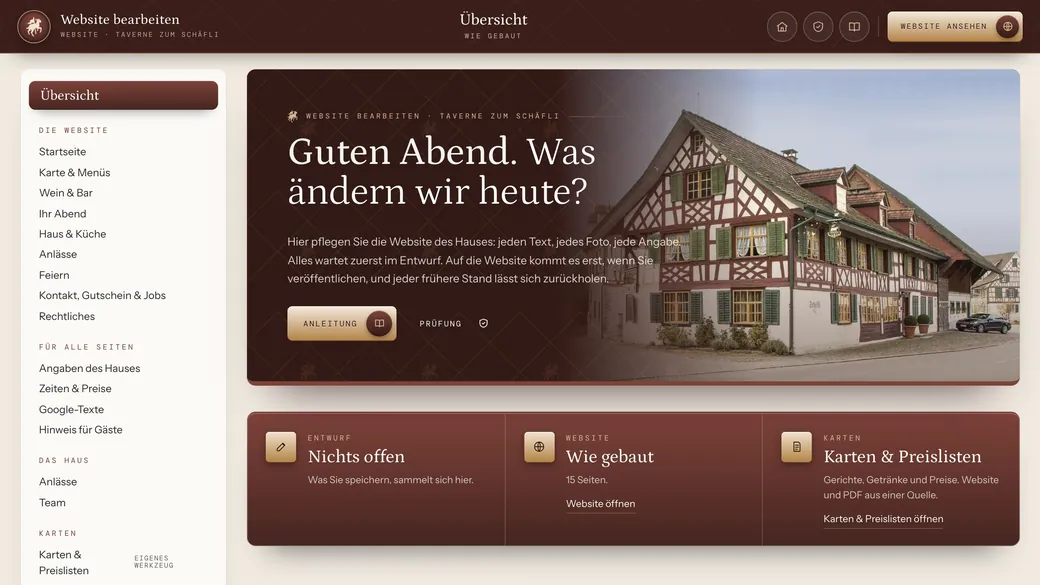 Website bearbeiten
WEBSITE · TAVERNE ZUM SCHÄFLI
Übersicht
WIE GEBAUT
WEBSITE ANSEHEN
Übersicht
DIE WEBSITE
Startseite
Karte & Menüs
Wein & Bar
Ihr Abend
Haus & Küche
Anlässe
Feiern
Kontakt, Gutschein & Jobs
Rechtliches
FÜR ALLE SEITEN
Angaben des Hauses
Zeiten & Preise
Google-Texte
Hinweis für Gäste
DAS HAUS
Anlässe
Team
KARTEN
Karten &
Preislisten
EIGENES
WERKZEUG
WEBSITE BEARBEITEN · TAVERNE ZUM SCHÄFLI
Guten Abend. Was
ändern wir heute?
Hier pflegen Sie die Website des Hauses: jeden Text, jedes Foto, jede Angabe.
Alles wartet zuerst im Entwurf. Auf die Website kommt es erst, wenn Sie
veröffentlichen, und jeder frühere Stand lässt sich zurückholen.
ANLEITUNG
PRÜFUNG
ENTWURF
Nichts offen
Was Sie speichern, sammelt sich hier.
WEBSITE
Wie gebaut
15 Seiten.
Website öffnen
KARTEN
Karten & Preislisten
Gerichte, Getränke und Preise. Website
und PDF aus einer Quelle.
Karten & Preislisten öffnen